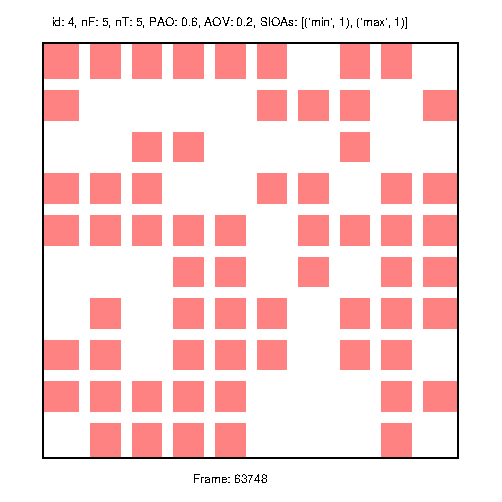 id: 4, nF: 5, nT: 5, PAO: 0.6, AOV: 0.2, SIOAs: [('min', 1), ('max', 1)]
Frame: 63748